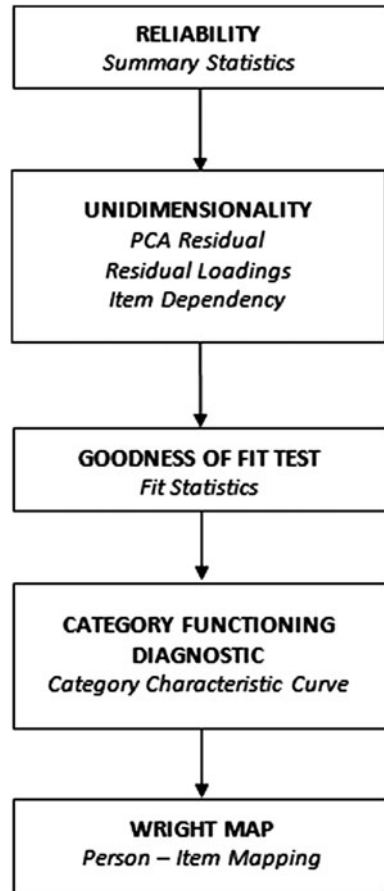 RELIABILITY
Summary Statistics
UNIDIMENSIONALITY
PCA Residual
Residual Loadings
Item Dependency
GOODNESS OF FIT TEST
Fit Statistics
CATEGORY FUNCTIONING
DIAGNOSTIC
Category Characteristic Curve
WRIGHT MAP
Person – Item Mapping